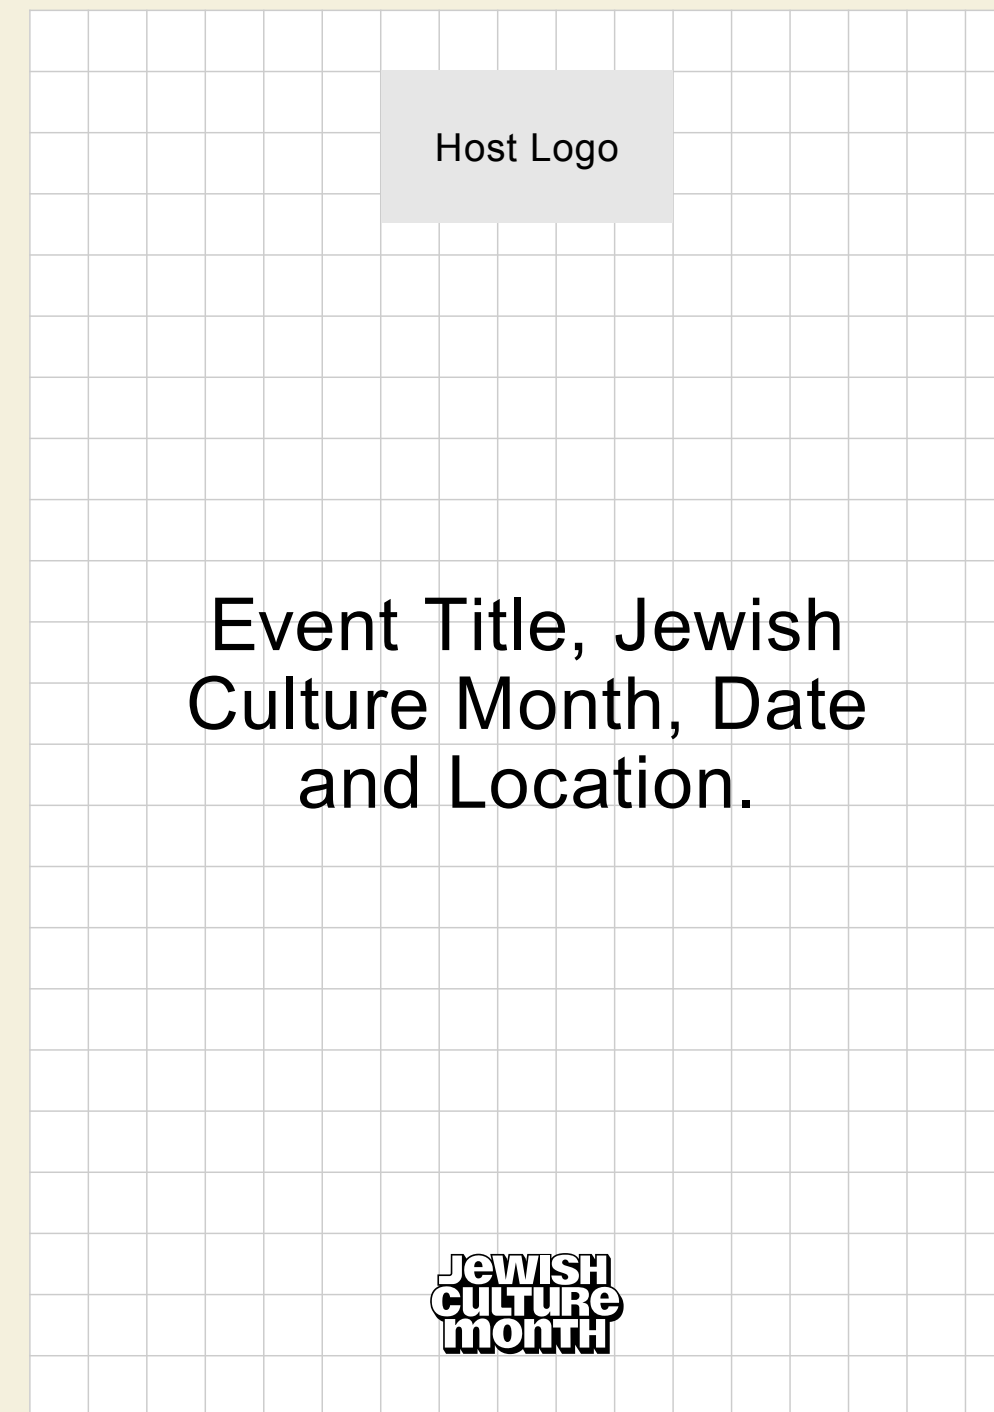 Host Logo
Event Title, Jewish
Culture Month, Date
and Location.
JeWISH
CULTURe
monTH